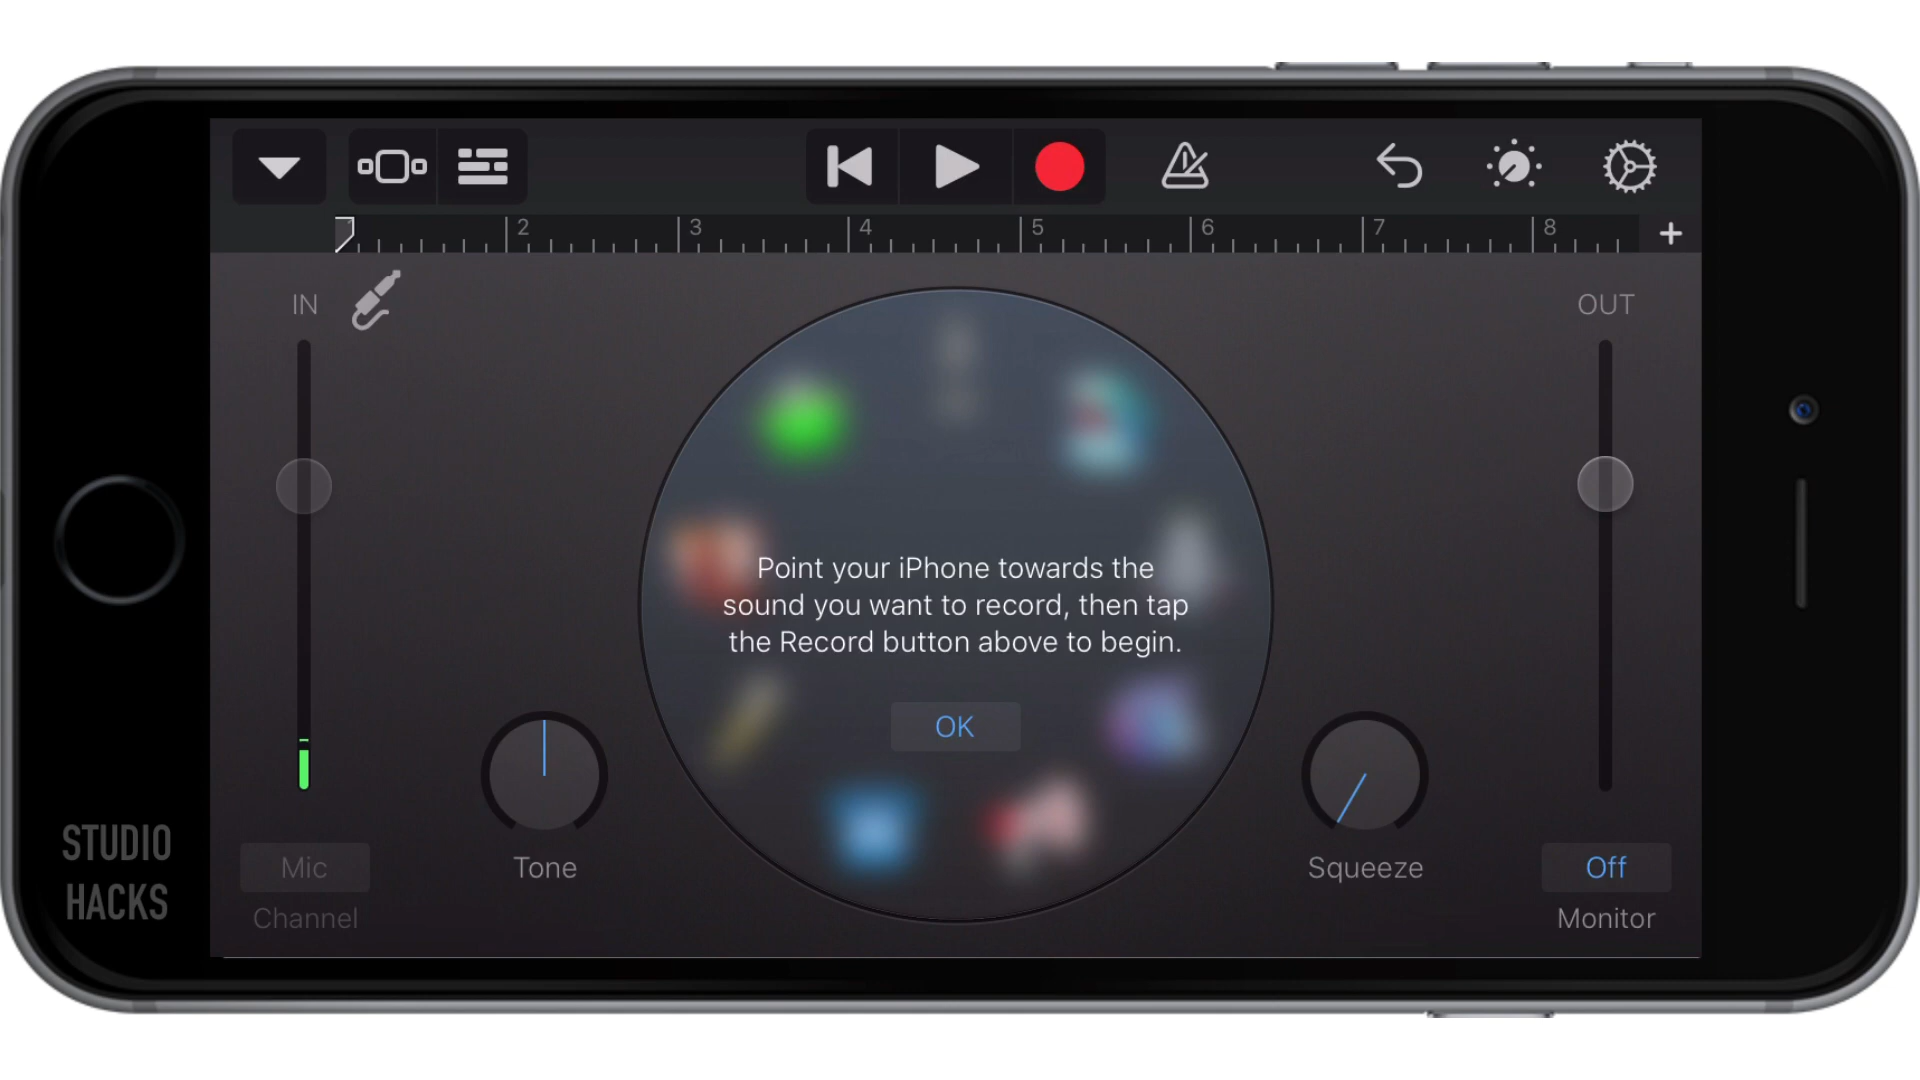 2 3 4 5 6 7 8
IN
OUT
Point your iPhone towards the
sound you want to record, then tap
the Record button above to begin.
OK
STUDIO
HACKS
Mic
Channel
Tone
Squeeze
Off
Monitor